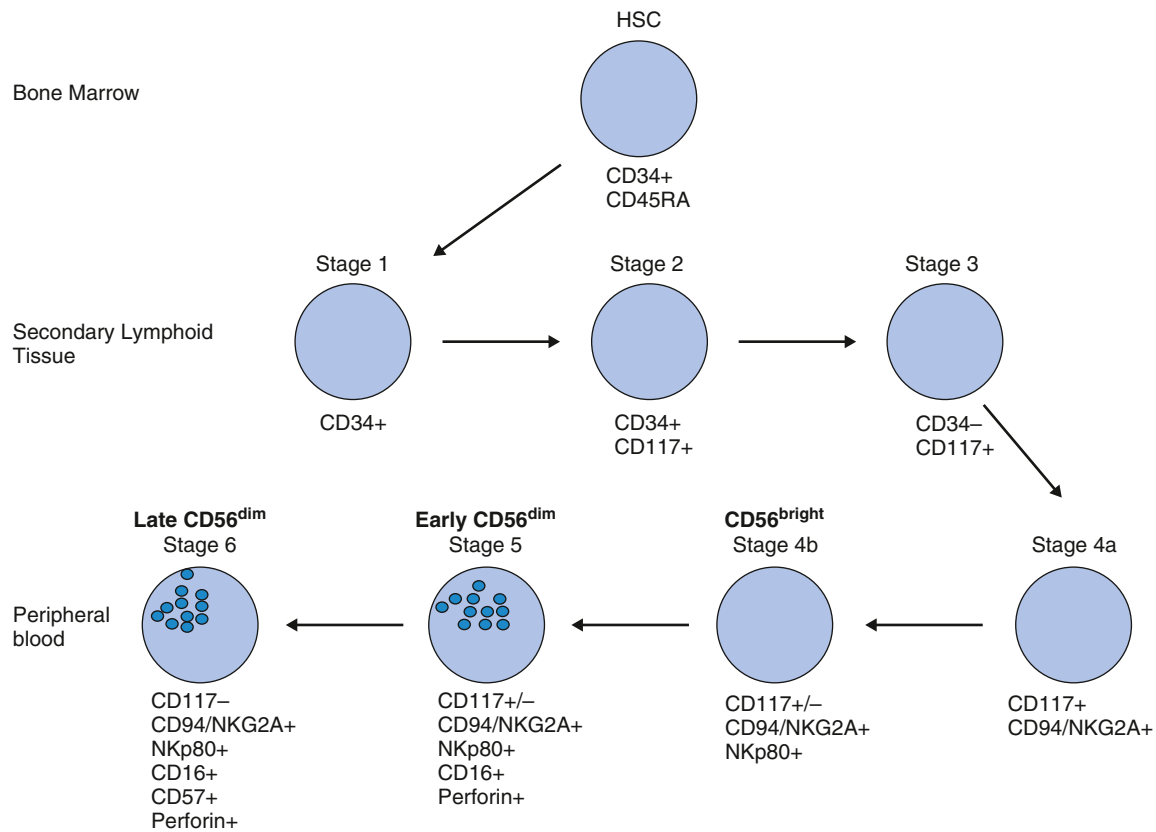 HSC
Bone Marrow
CD34+
CD45RA
Stage 1
Stage 2
Stage 3
Secondary Lymphoid
Tissue
CD34+
CD34+
CD117+
CD34–
CD117+
Late CD56dim
Stage 6
Early CD56dim
Stage 5
CD56bright
Stage 4b
Stage 4a
Peripheral
blood
CD117–
CD94/NKG2A+
NKp80+
CD16+
CD57+
Perforin+
CD117+/–
CD94/NKG2A+
NKp80+
CD16+
Perforin+
CD117+/–
CD94/NKG2A+
NKp80+
CD117+
CD94/NKG2A+